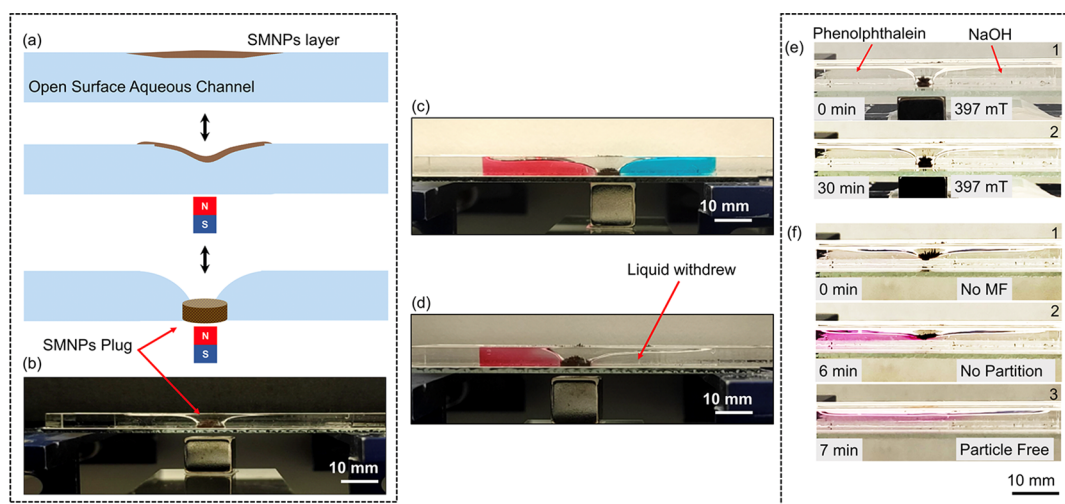 (a)
SMNPs layer
Open Surface Aqueous Channel
N
S
N
S
SMNPs Plug
(b)
10 mm
(c)
10 mm
Liquid withdrew
(d)
10 mm
(e)
Phenolphthalein
NaOH
1
0 min
397 mT
2
30 min
397 mT
(f)
1
0 min
No MF
2
6 min
No Partition
3
7 min
Particle Free
10 mm